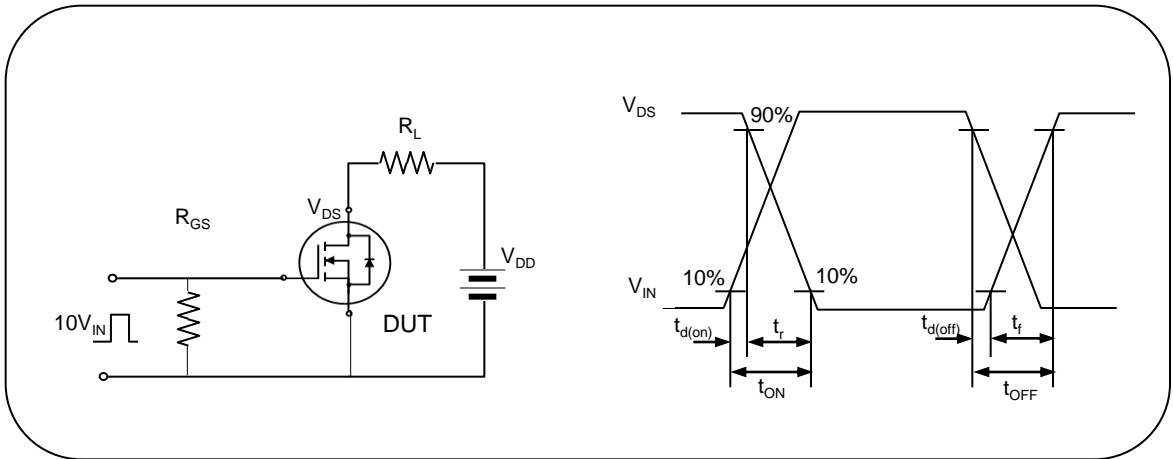 R_L
R_GS
V_DS
V_DD
10V_IN
DUT
V_DS
90%
V_IN
10%
10%
t_d(on)
t_r
t_ON
t_d(off)
t_f
t_OFF